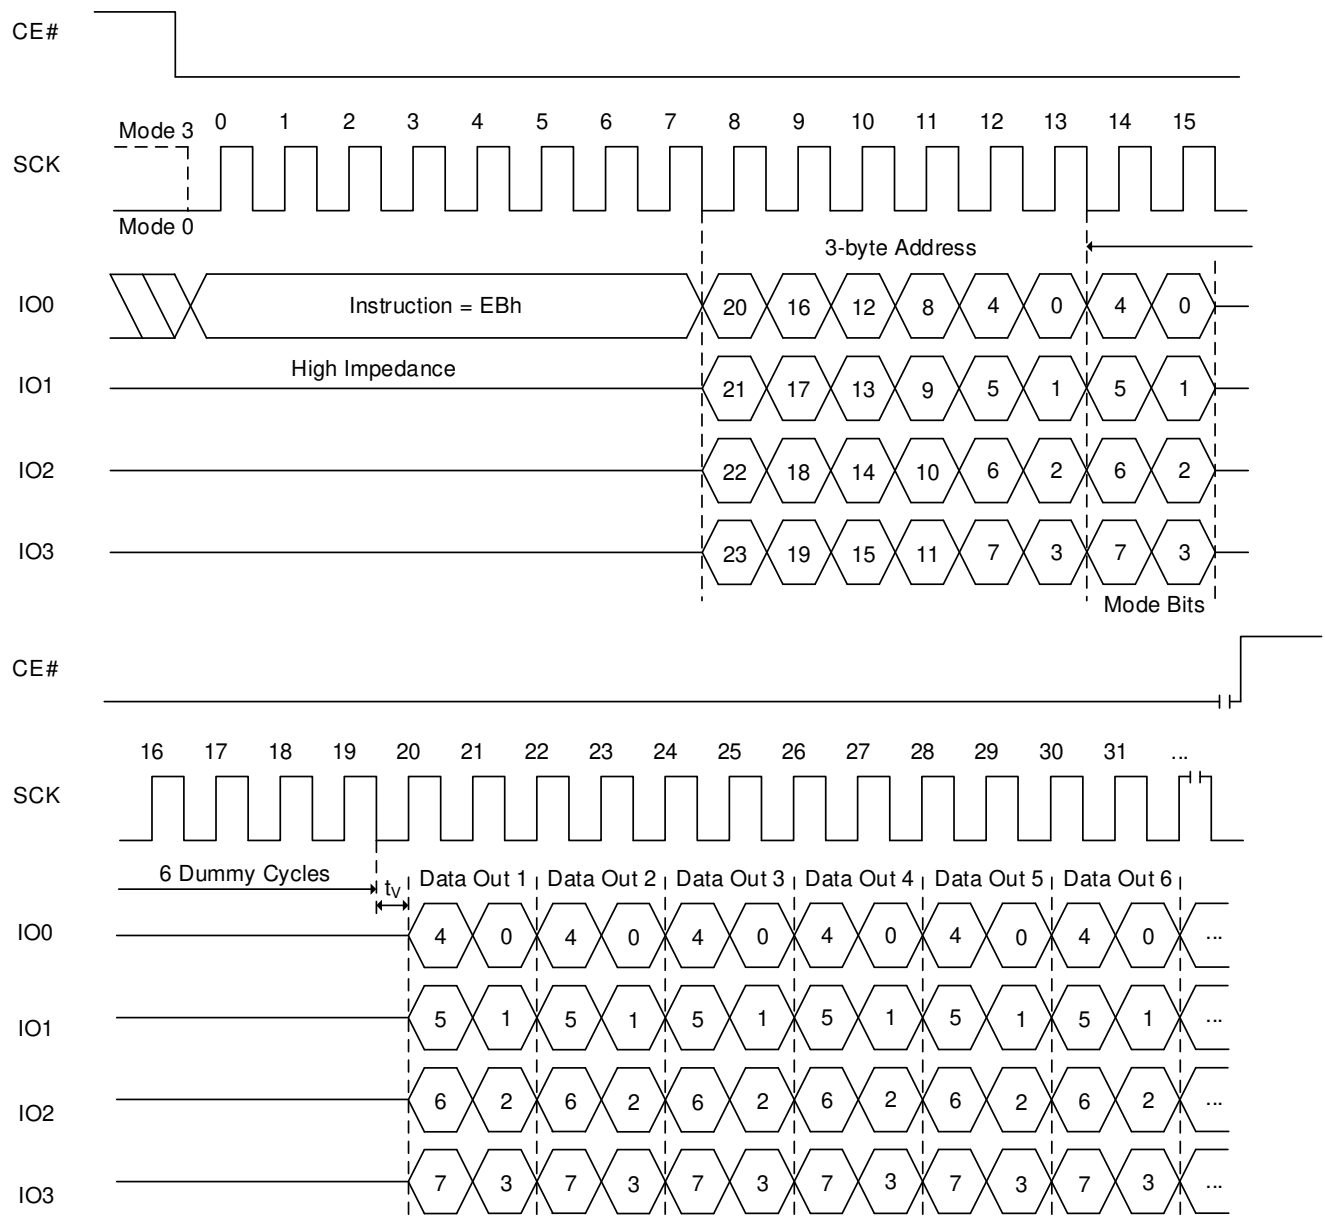 CE#
0 1 2 3 4 5 6 7 8 9 10 11 12 13 14 15
Mode 3
SCK
Mode 0
3-byte Address
IO0 Instruction = EBh 20 16 12 8 4 0 4 0
High Impedance
IO1 21 17 13 9 5 1 5 1
IO2 22 18 14 10 6 2 6 2
IO3 23 19 15 11 7 3 7 3
Mode Bits
CE#
16 17 18 19 20 21 22 23 24 25 26 27 28 29 30 31 ...
SCK
6 Dummy Cycles tV Data Out 1 Data Out 2 Data Out 3 Data Out 4 Data Out 5 Data Out 6
IO0 4 0 4 0 4 0 4 0 4 0 4 0 ...
IO1 5 1 5 1 5 1 5 1 5 1 5 1 ...
IO2 6 2 6 2 6 2 6 2 6 2 6 2 ...
IO3 7 3 7 3 7 3 7 3 7 3 7 3 ...